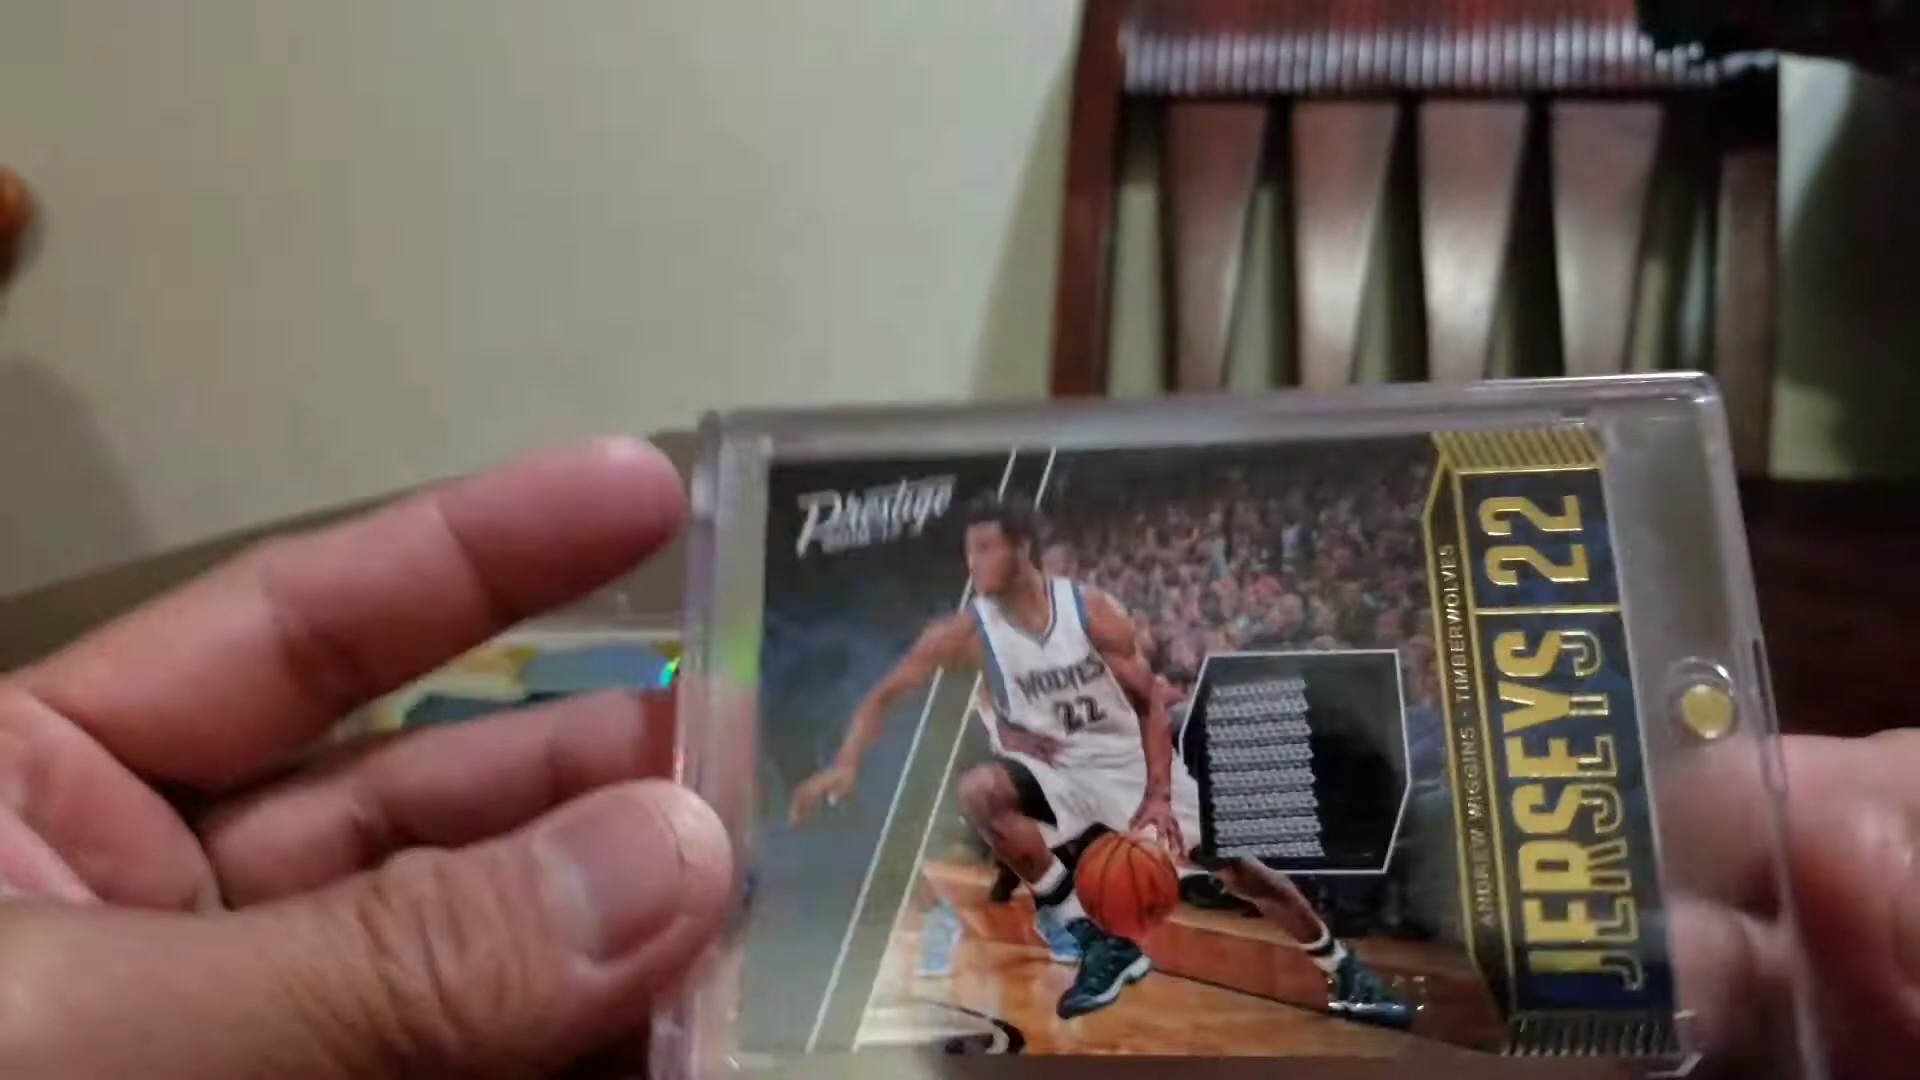 Prestige
WOLVES
22
ANDREW WIGGINS • TIMBERWOLVES
JERSEYS 22